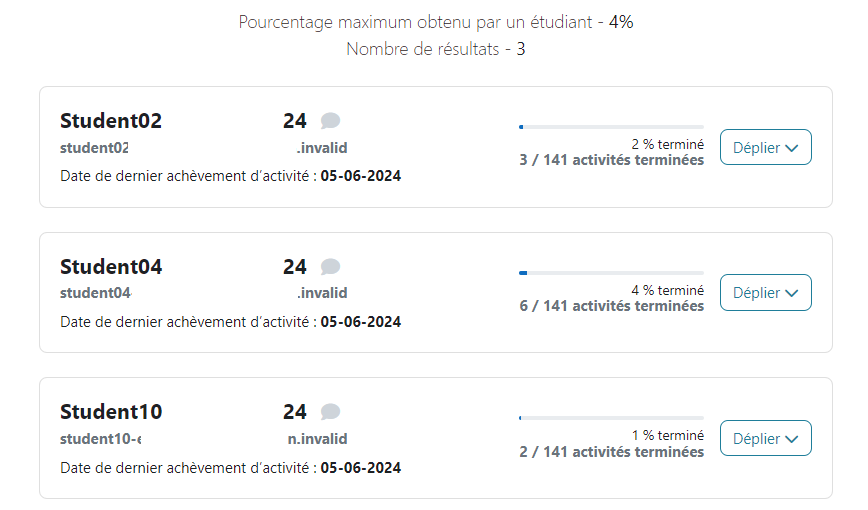 Pourcentage maximum obtenu par un étudiant - 4%
Nombre de résultats - 3
Student02 24
student02 .invalid
Date de dernier achèvement d’activité : 05-06-2024
2 % terminé
3 / 141 activités terminées
Déplier
Student04 24
student04 .invalid
Date de dernier achèvement d’activité : 05-06-2024
4 % terminé
6 / 141 activités terminées
Déplier
Student10 24
student10- n.invalid
Date de dernier achèvement d’activité : 05-06-2024
1 % terminé
2 / 141 activités terminées
Déplier